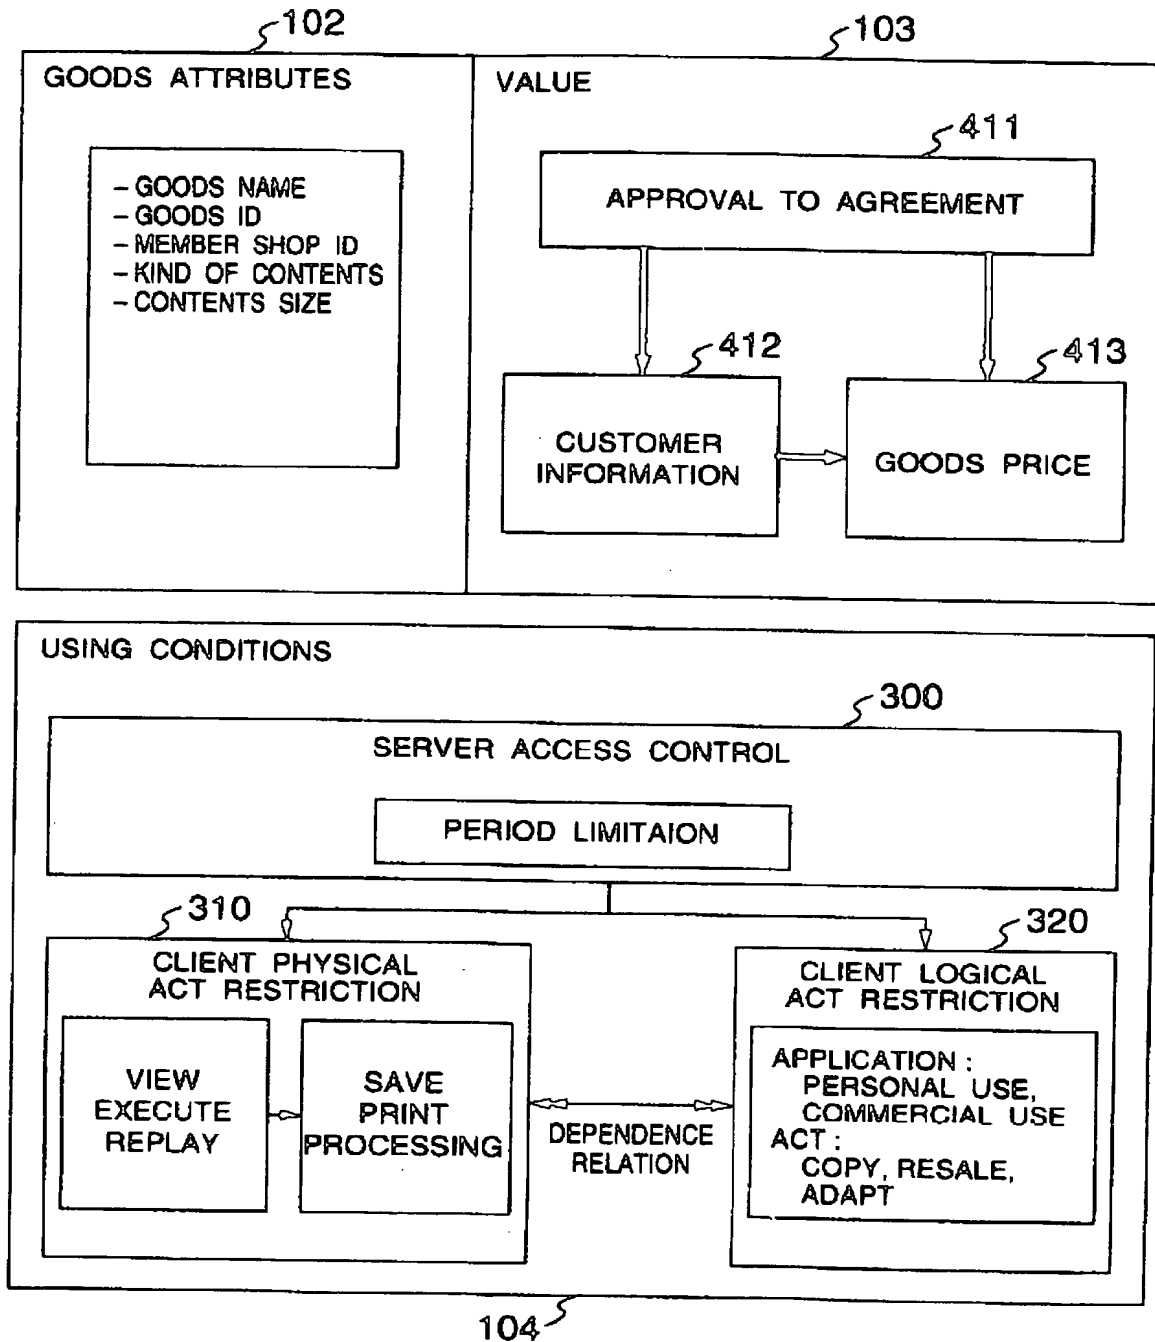 102
103
GOODS ATTRIBUTES
- GOODS NAME
- GOODS ID
- MEMBER SHOP ID
- KIND OF CONTENTS
- CONTENTS SIZE
VALUE
411
APPROVAL TO AGREEMENT
412
413
CUSTOMER
INFORMATION
GOODS PRICE
USING CONDITIONS
300
SERVER ACCESS CONTROL
PERIOD LIMITAION
310
320
CLIENT PHYSICAL
ACT RESTRICTION
VIEW
EXECUTE
REPLAY
SAVE
PRINT
PROCESSING
DEPENDENCE
RELATION
CLIENT LOGICAL
ACT RESTRICTION
APPLICATION :
PERSONAL USE,
COMMERCIAL USE
ACT :
COPY, RESALE,
ADAPT
104